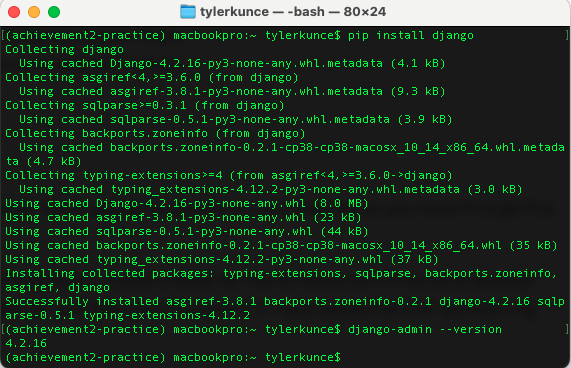 tylerkunce — -bash — 80×24
[(achievement2-practice) macbookpro:~ tylerkunce$ pip install django ]
Collecting django
  Using cached Django-4.2.16-py3-none-any.whl.metadata (4.1 kB)
Collecting asgiref<4,>=3.6.0 (from django)
  Using cached asgiref-3.8.1-py3-none-any.whl.metadata (9.3 kB)
Collecting sqlparse>=0.3.1 (from django)
  Using cached sqlparse-0.5.1-py3-none-any.whl.metadata (3.9 kB)
Collecting backports.zoneinfo (from django)
  Using cached backports.zoneinfo-0.2.1-cp38-cp38-macosx_10_14_x86_64.whl.metada
ta (4.7 kB)
Collecting typing-extensions>=4 (from asgiref<4,>=3.6.0->django)
  Using cached typing_extensions-4.12.2-py3-none-any.whl.metadata (3.0 kB)
Using cached Django-4.2.16-py3-none-any.whl (8.0 MB)
Using cached asgiref-3.8.1-py3-none-any.whl (23 kB)
Using cached sqlparse-0.5.1-py3-none-any.whl (44 kB)
Using cached backports.zoneinfo-0.2.1-cp38-cp38-macosx_10_14_x86_64.whl (35 kB)
Using cached typing_extensions-4.12.2-py3-none-any.whl (37 kB)
Installing collected packages: typing-extensions, sqlparse, backports.zoneinfo,
asgiref, django
Successfully installed asgiref-3.8.1 backports.zoneinfo-0.2.1 django-4.2.16 sqlp
arse-0.5.1 typing-extensions-4.12.2
[(achievement2-practice) macbookpro:~ tylerkunce$ django-admin --version ]
4.2.16
(achievement2-practice) macbookpro:~ tylerkunce$